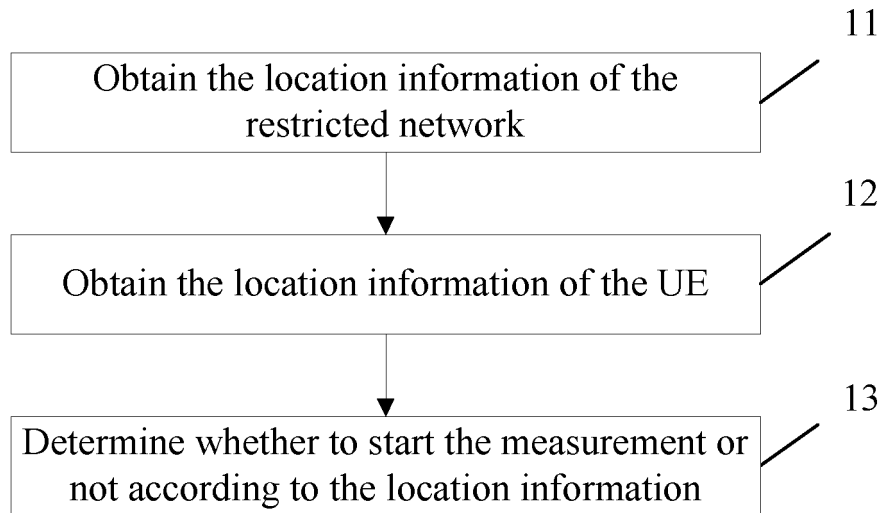 11
Obtain the location information of the
restricted network
12
Obtain the location information of the UE
13
Determine whether to start the measurement or
not according to the location information